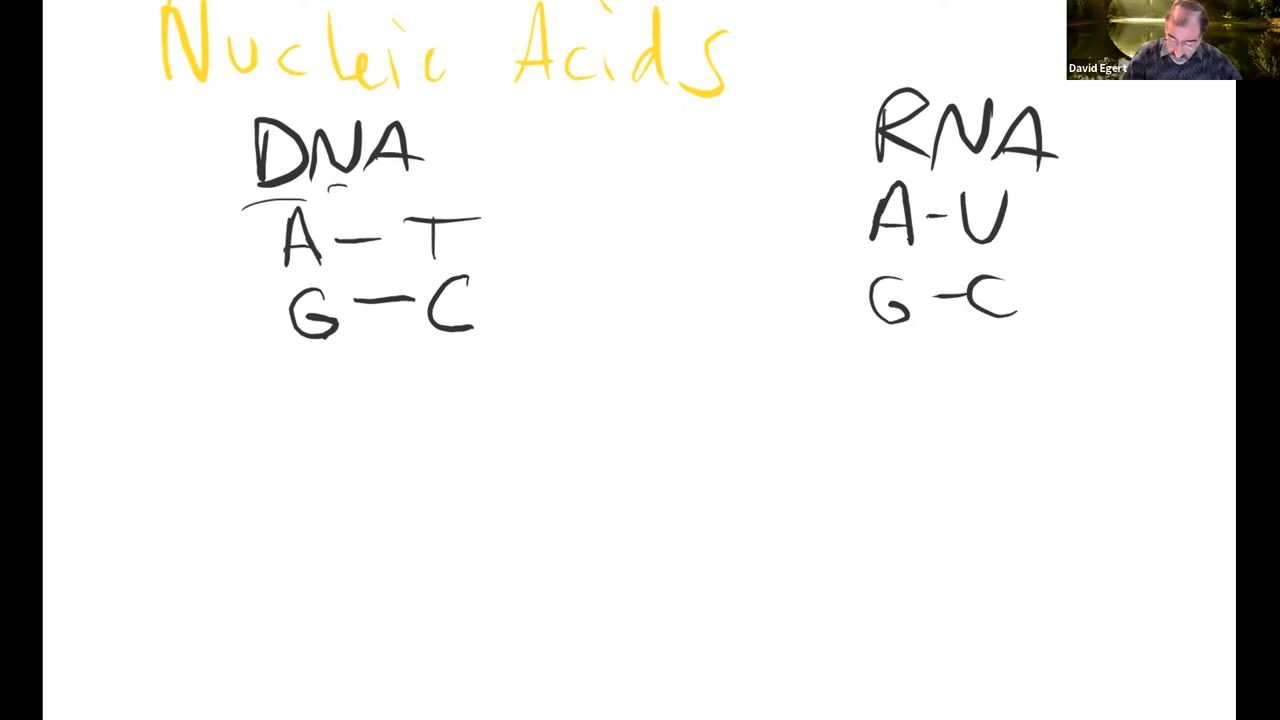 Nucleic Acids
David Egert
DNA
RNA
A – T
A - U
G – C
G - C